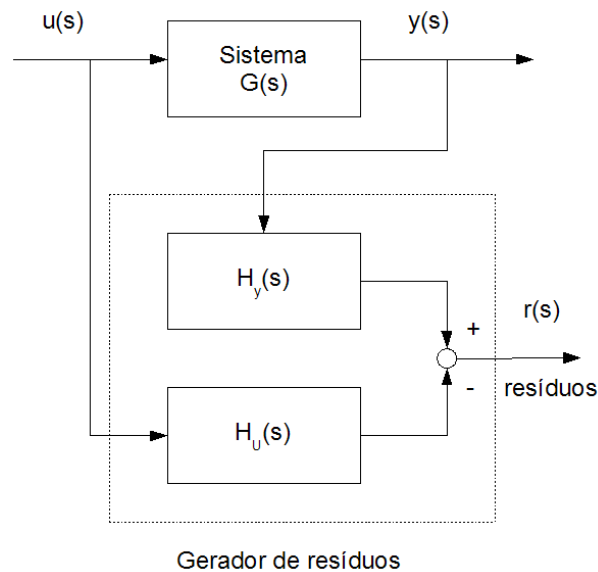 u(s)
y(s)
Sistema
G(s)
H_y(s)
r(s)
+
-
resíduos
H_U(s)
Gerador de resíduos